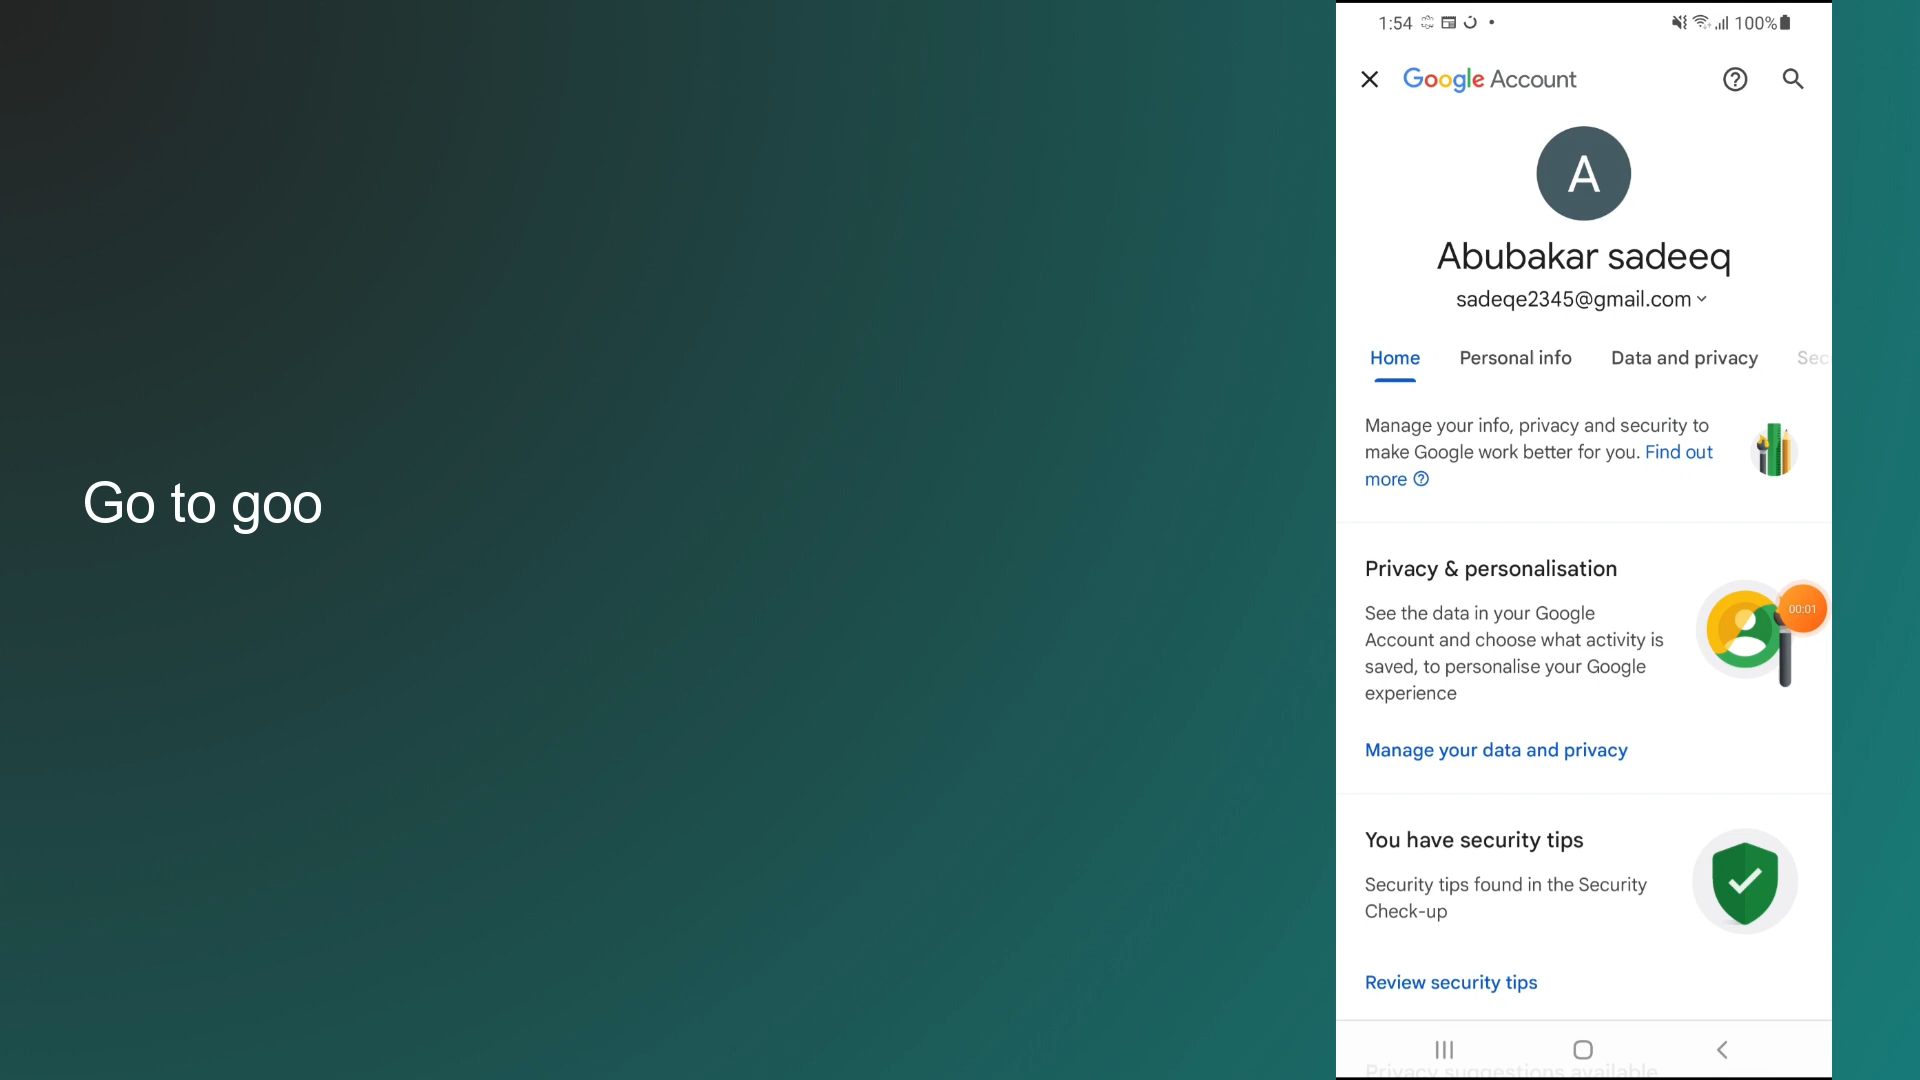 Go to goo
1:54
100%
Google Account
A
Abubakar sadeeq
sadeqe2345@gmail.com
Home Personal info Data and privacy Sec
Manage your info, privacy and security to
make Google work better for you. Find out
more
Privacy & personalisation
See the data in your Google
Account and choose what activity is
saved, to personalise your Google
experience
00:01
Manage your data and privacy
You have security tips
Security tips found in the Security
Check-up
Review security tips
Privacy suggestions available